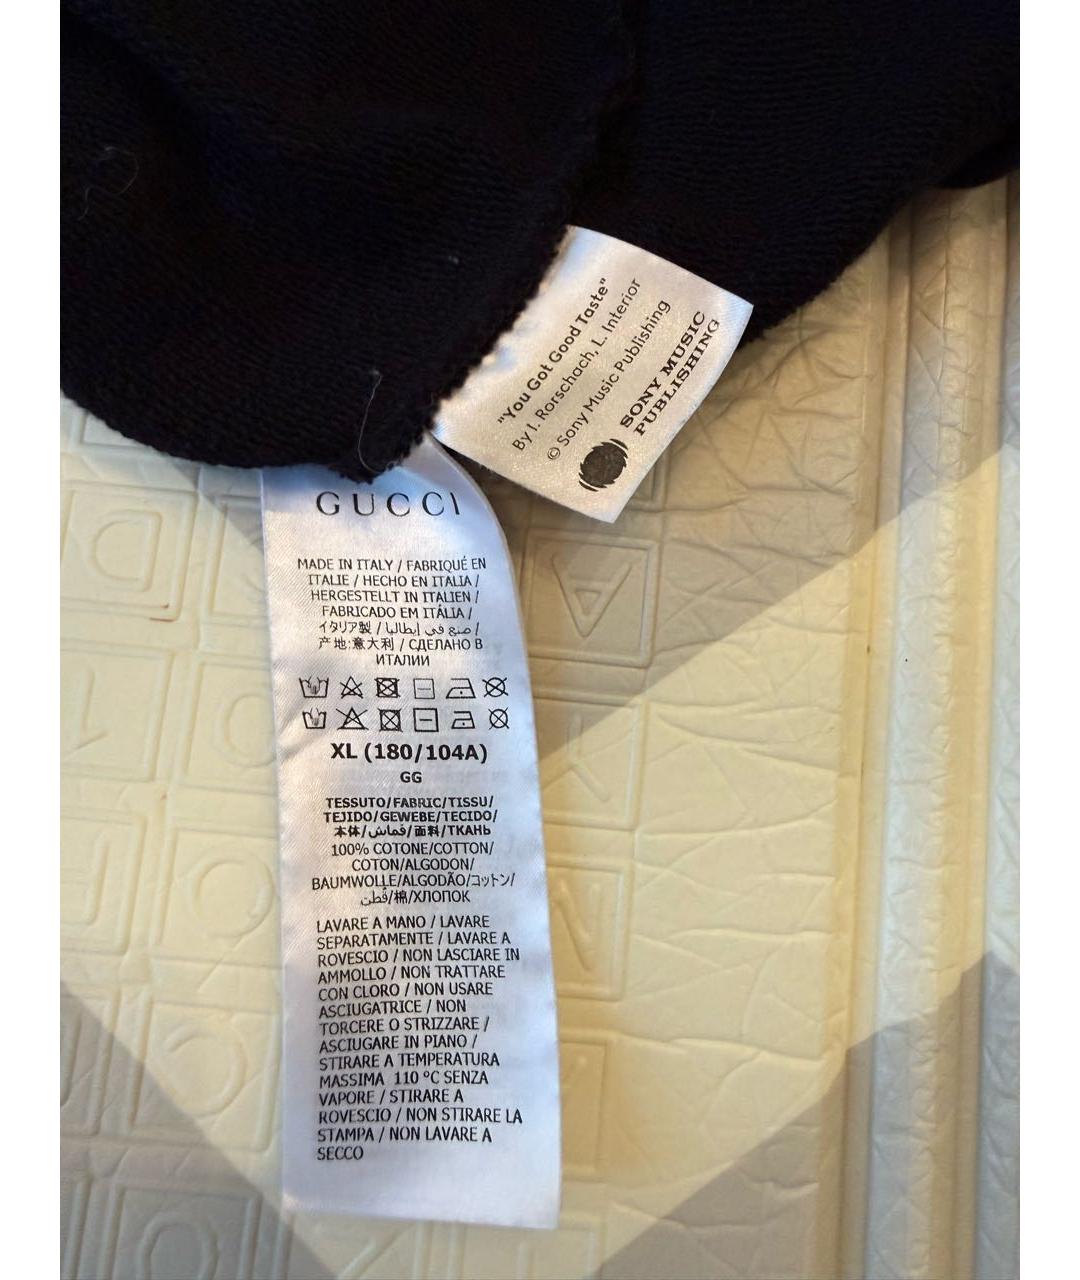 "You Got Good Taste"
By I. Rorschach, L. Interior
© Sony Music Publishing
SONY MUSIC
PUBLISHING
GUCCI
MADE IN ITALY / FABRIQUÉ EN
ITALIE / HECHO EN ITALIA /
HERGESTELLT IN ITALIEN /
FABRICADO EM ITÁLIA /
イタリア製 / صنع في إيطاليا /
产地:意大利 / СДЕЛАНО В
ИТАЛИИ
XL (180/104A)
GG
TESSUTO/FABRIC/TISSU/
TEJIDO/GEWEBE/TECIDO/
本体/قماش/面料/ТКАНЬ
100% COTONE/COTTON/
COTON/ALGODON/
BAUMWOLLE/ALGODÃO/コットン/
قطن/棉/ХЛОПОК
LAVARE A MANO / LAVARE
SEPARATAMENTE / LAVARE A
ROVESCIO / NON LASCIARE IN
AMMOLLO / NON TRATTARE
CON CLORO / NON USARE
ASCIUGATRICE / NON
TORCERE O STRIZZARE /
ASCIUGARE IN PIANO /
STIRARE A TEMPERATURA
MASSIMA 110 °C SENZA
VAPORE / STIRARE A
ROVESCIO / NON STIRARE LA
STAMPA / NON LAVARE A
SECCO